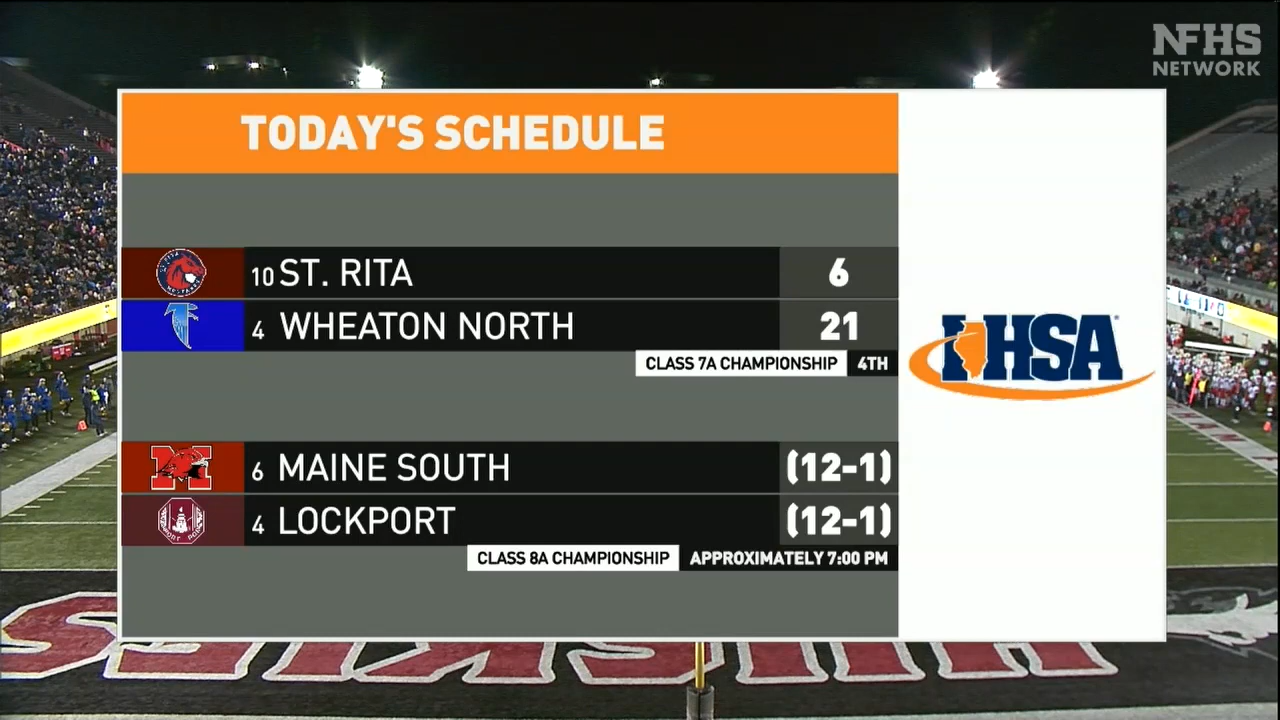 NFHS
NETWORK
TODAY'S SCHEDULE
10 ST. RITA 6
4 WHEATON NORTH 21
CLASS 7A CHAMPIONSHIP 4TH
IHSA
6 MAINE SOUTH (12-1)
M
4 LOCKPORT (12-1)
CLASS 8A CHAMPIONSHIP APPROXIMATELY 7:00 PM
HUSKIES